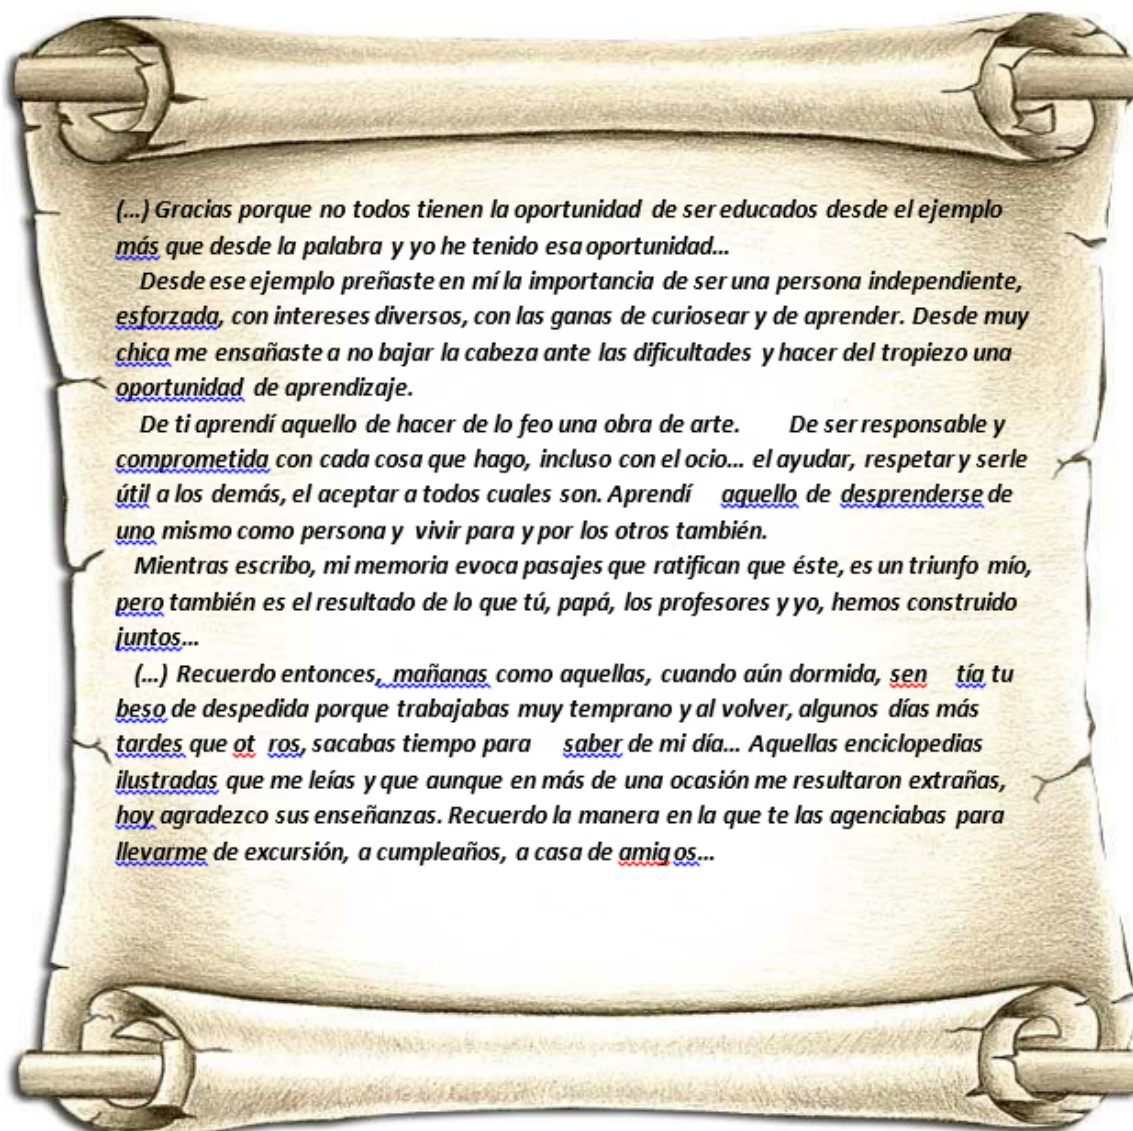 (...) Gracias porque no todos tienen la oportunidad de ser educados desde el ejemplo
más que desde la palabra y yo he tenido esa oportunidad...
Desde ese ejemplo preñaste en mí la importancia de ser una persona independiente,
esforzada, con intereses diversos, con las ganas de curiosear y de aprender. Desde muy
chica me ensañaste a no bajar la cabeza ante las dificultades y hacer del tropiezo una
oportunidad de aprendizaje.
De ti aprendí aquello de hacer de lo feo una obra de arte. De ser responsable y
comprometida con cada cosa que hago, incluso con el ocio... el ayudar, respetar y serle
útil a los demás, el aceptar a todos cuales son. Aprendí aquello de desprenderse de
uno mismo como persona y vivir para y por los otros también.
Mientras escribo, mi memoria evoca pasajes que ratifican que éste, es un triunfo mío,
pero también es el resultado de lo que tú, papá, los profesores y yo, hemos construido
juntos...
(...) Recuerdo entonces, mañanas como aquellas, cuando aún dormida, sen tía tu
beso de despedida porque trabajabas muy temprano y al volver, algunos días más
tardes que ot ros, sacabas tiempo para saber de mi día... Aquellas enciclopedias
ilustradas que me leías y que aunque en más de una ocasión me resultaron extrañas,
hoy agradezco sus enseñanzas. Recuerdo la manera en la que te las agenciabas para
llevarme de excursión, a cumpleaños, a casa de amigos...